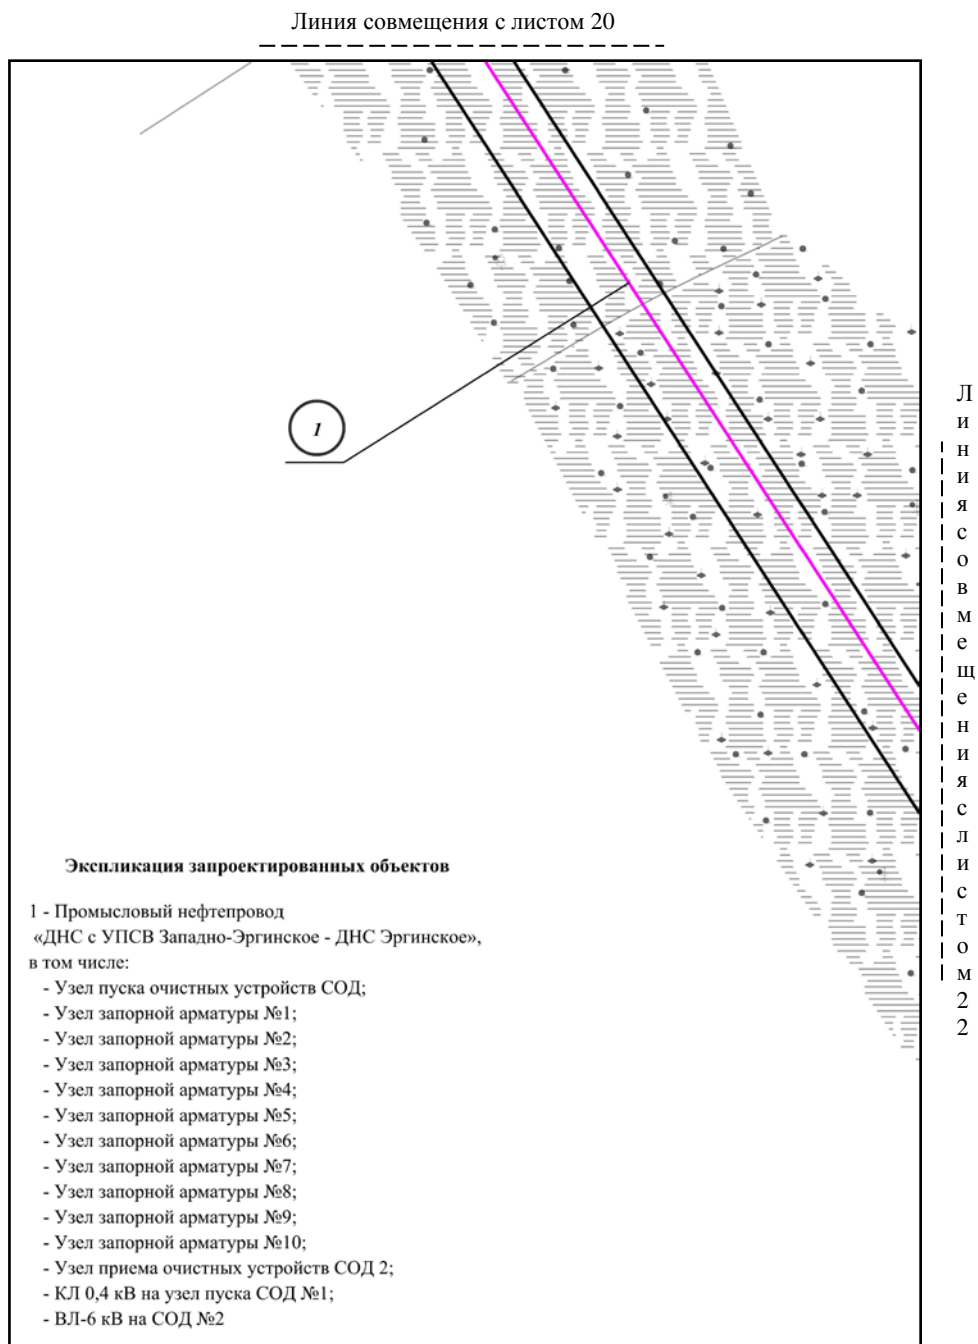 Линия совмещения с листом 20
1
Линия совмещения с листом 22
Экспликация запроектированных объектов
1 - Промысловый нефтепровод
«ДНС с УПСВ Западно-Эргинское - ДНС Эргинское»,
в том числе:
- Узел пуска очистных устройств СОД;
- Узел запорной арматуры №1;
- Узел запорной арматуры №2;
- Узел запорной арматуры №3;
- Узел запорной арматуры №4;
- Узел запорной арматуры №5;
- Узел запорной арматуры №6;
- Узел запорной арматуры №7;
- Узел запорной арматуры №8;
- Узел запорной арматуры №9;
- Узел запорной арматуры №10;
- Узел приема очистных устройств СОД 2;
- КЛ 0,4 кВ на узел пуска СОД №1;
- ВЛ-6 кВ на СОД №2